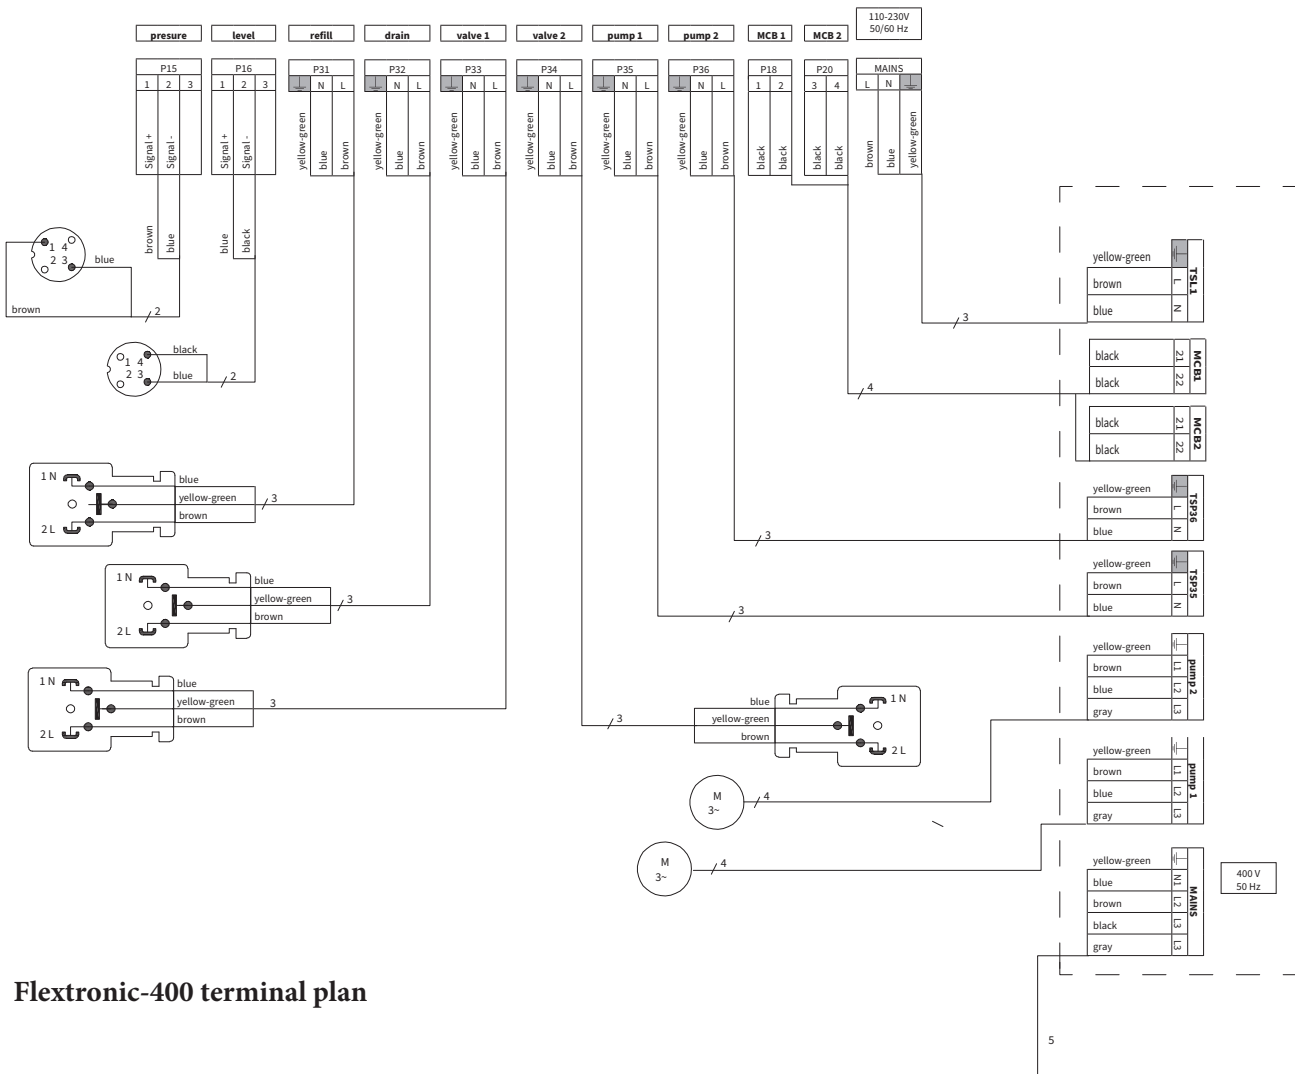 110-230V
50/60 Hz
presure level refill drain valve 1 valve 2 pump 1 pump 2 MCB 1 MCB 2
P15 P16 P31 P32 P33 P34 P35 P36 P18 P20 MAINS
1 2 3 1 2 3 N L N L N L N L N L N L 1 2 3 4 L N
Signal + Signal - Signal + Signal -
yellow-green blue brown
yellow-green blue brown
yellow-green blue brown
yellow-green blue brown
yellow-green blue brown
yellow-green blue brown
black black
black black
brown blue yellow-green
brown blue blue black
1 4
2 3
blue
brown
2
1 4
2 3
black
blue
2
yellow-green
brown L
blue N
TSL1
3
black 21
black 22
MCB1
4
black 21
black 22
MCB2
1 N
2 L
blue
yellow-green
brown
3
yellow-green
brown L
blue N
TSP36
3
1 N
2 L
blue
yellow-green
brown
3
yellow-green
brown L
blue N
TSP35
3
1 N
2 L
blue
yellow-green
brown
3
yellow-green
brown L1
blue L2
gray L3
pump 2
3
blue
yellow-green
brown
1 N
2 L
yellow-green
brown L1
blue L2
gray L3
pump 1
M
3~
4
M
3~
4
yellow-green
blue N1
brown L2
black L3
gray L3
MAINS
400 V
50 Hz
Flextronic-400 terminal plan
5